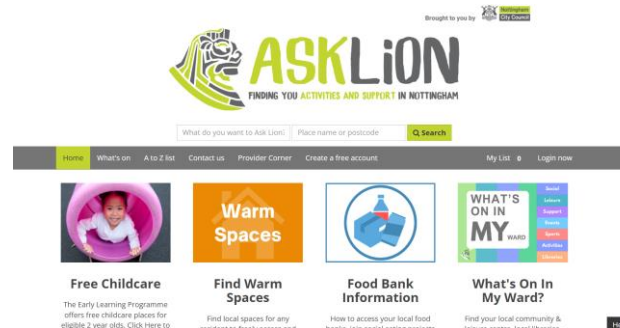 Brought to you by
Nottingham
City Council
ASKLiON
FINDING YOU ACTIVITIES AND SUPPORT IN NOTTINGHAM
What do you want to Ask Lion? Place name or postcode Search
Home What's on A to Z list Contact us Provider Corner Create a free account My List 0 Login now
Warm
Spaces
WHAT'S
ON IN
MY WARD
Social
Leisure
Support
Events
Sports
Activities
Libraries
Free Childcare
The Early Learning Programme
offers free childcare places for
eligible 2 year olds. Click Here to
Find Warm
Spaces
Find local spaces for any
Food Bank
Information
How to access your local food
What's On In
My Ward?
Find your local community &